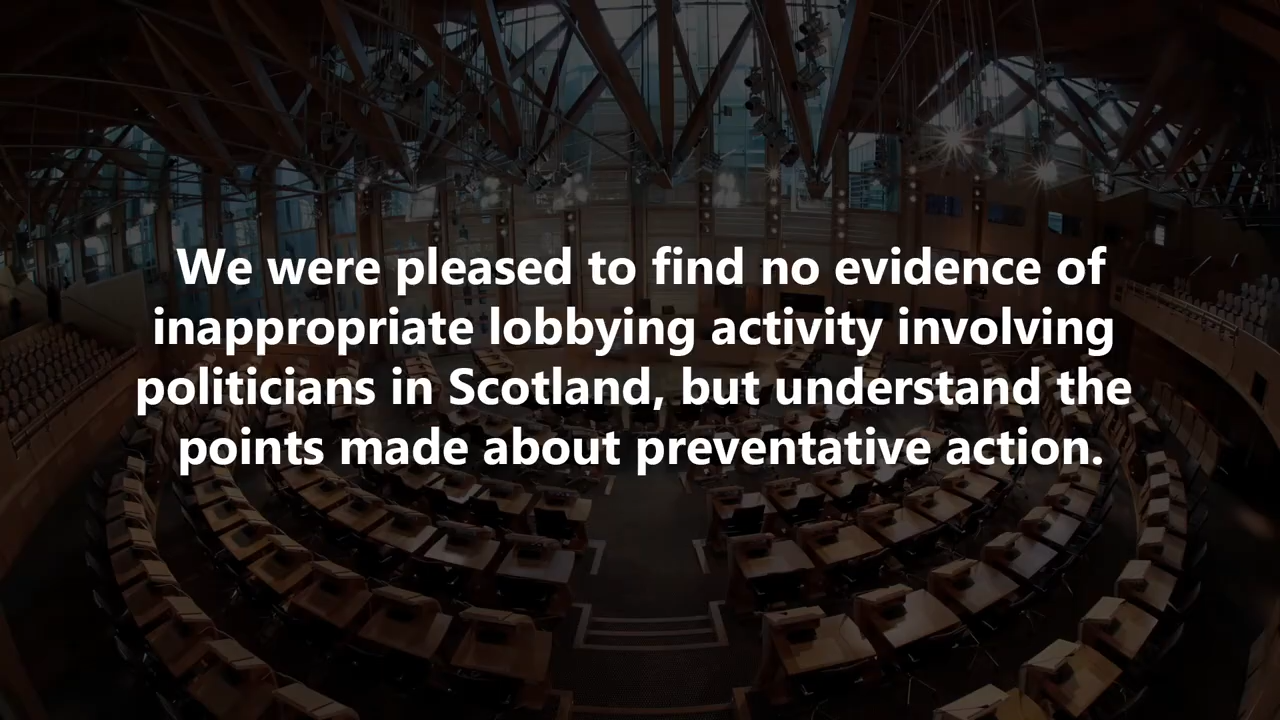 We were pleased to find no evidence of
inappropriate lobbying activity involving
politicians in Scotland, but understand the
points made about preventative action.